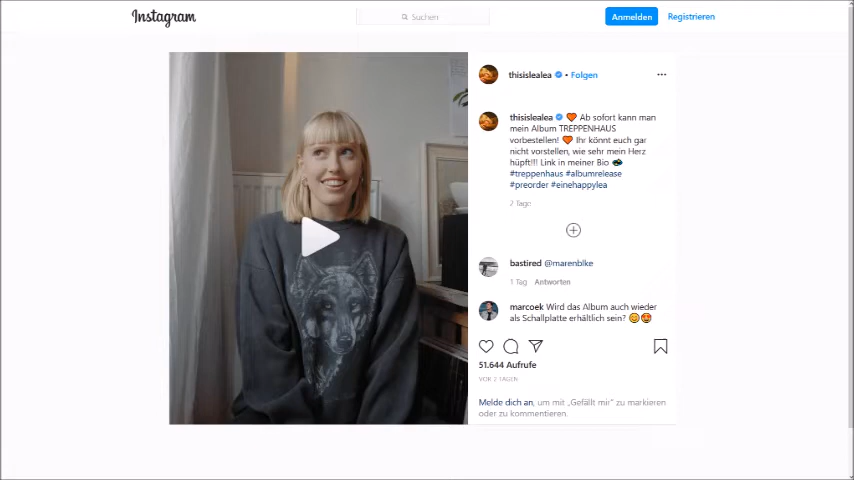 Instagram
Suchen
Anmelden
Registrieren
thisislealea • Folgen
thisislealea 🧡 Ab sofort kann man
mein Album TREPPENHAUS
vorbestellen! 🧡 Ihr könnt euch gar
nicht vorstellen, wie sehr mein Herz
hüpft!!! Link in meiner Bio
#treppenhaus #albumrelease
#preorder #einehappylea
2 Tage
bastired @marenblke
1 Tag Antworten
marcoek Wird das Album auch wieder
als Schallplatte erhältlich sein? 😊😍
51.644 Aufrufe
VOR 2 TAGEN
Melde dich an, um mit „Gefällt mir“ zu markieren
oder zu kommentieren.